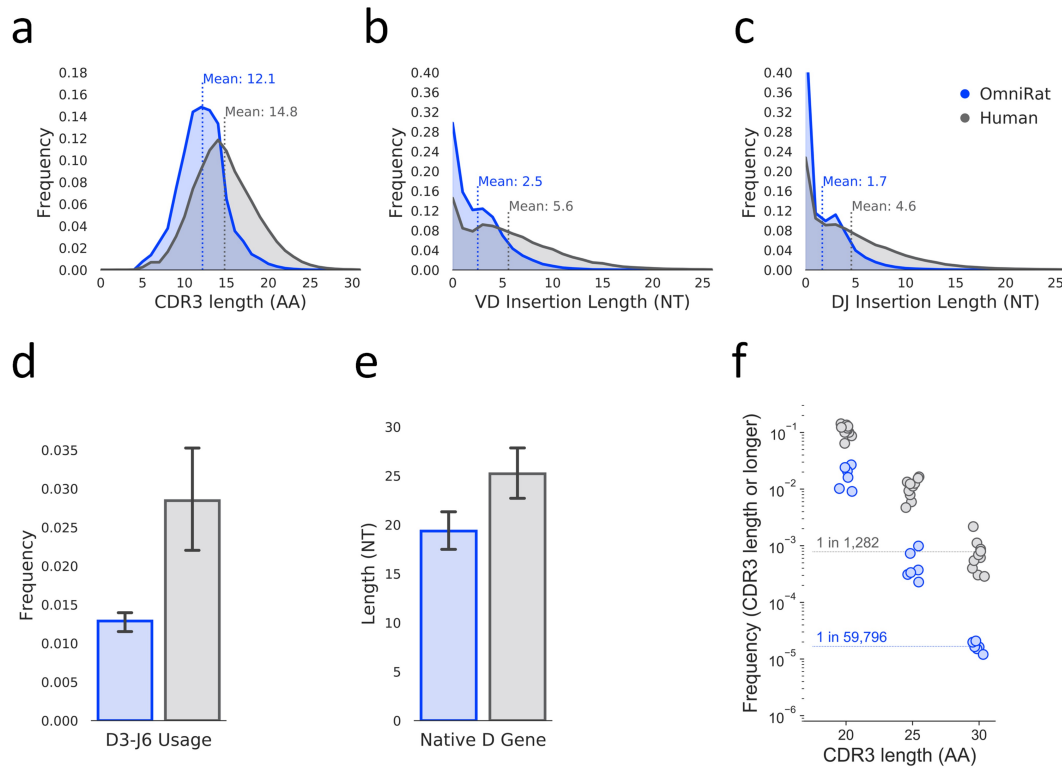 a
b
c
0.18
0.16
0.14
0.12
0.10
0.08
0.06
0.04
0.02
0.00
Frequency
Mean: 12.1
Mean: 14.8
0 5 10 15 20 25 30
CDR3 length (AA)
0.40
0.36
0.32
0.28
0.24
0.20
0.16
0.12
0.08
0.04
0.00
Frequency
Mean: 2.5
Mean: 5.6
0 5 10 15 20 25
VD Insertion Length (NT)
0.40
0.36
0.32
0.28
0.24
0.20
0.16
0.12
0.08
0.04
0.00
Frequency
OmniRat
Human
Mean: 1.7
Mean: 4.6
0 5 10 15 20 25
DJ Insertion Length (NT)
d
e
f
0.035
0.030
0.025
0.020
0.015
0.010
0.005
0.000
Frequency
D3-J6 Usage
30
25
20
15
10
5
0
Length (NT)
Native D Gene
Frequency (CDR3 length or longer)
10⁻¹
10⁻²
10⁻³
10⁻⁴
10⁻⁵
10⁻⁶
1 in 1,282
1 in 59,796
20 25 30
CDR3 length (AA)